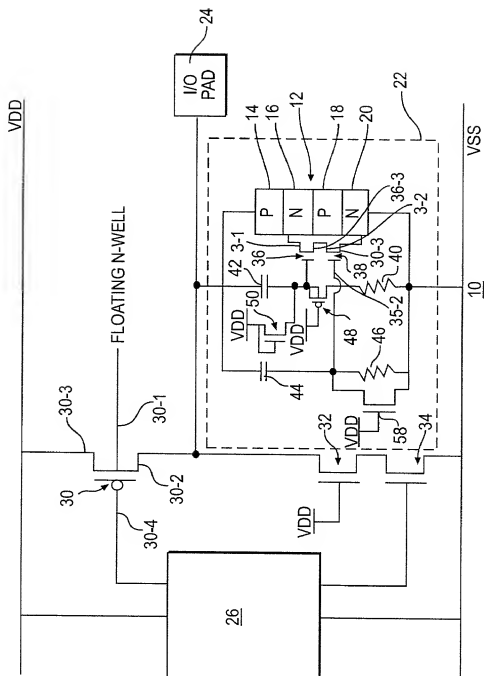 VDD
24
I/O
PAD
FLOATING N-WELL
30-3
30-1
30
30-2
30-4
14
16
12
18
20
22
P
N
P
N
3-1
36
36-3
3-2
42
30-3
38
40
35-2
50
VDD
VDD
48
44
46
VDD
58
32
VDD
34
26
VSS
10